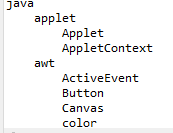 java
applet
Applet
AppletContext
awt
ActiveEvent
Button
Canvas
color